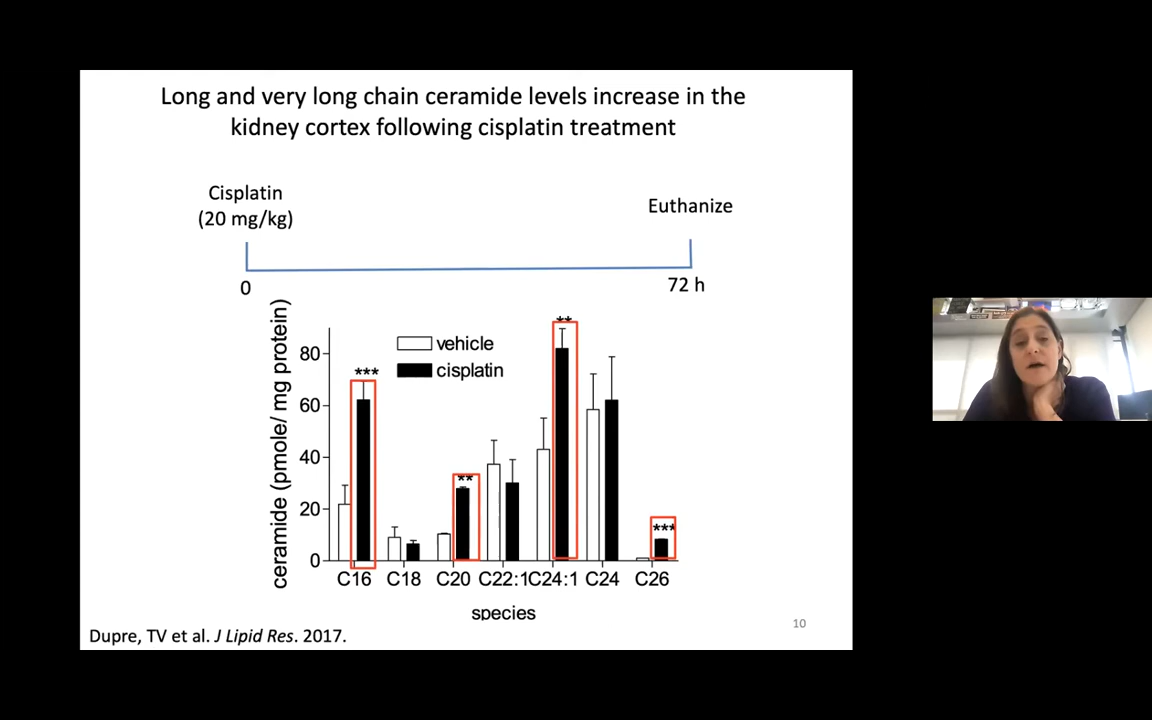 Long and very long chain ceramide levels increase in the
kidney cortex following cisplatin treatment
Cisplatin
(20 mg/kg)
Euthanize
0
72 h
ceramide (pmole/ mg protein)
80
60
40
20
0
vehicle
cisplatin
***
**
**
***
C16 C18 C20 C22:1 C24:1 C24 C26
species
Dupre, TV et al. J Lipid Res. 2017.
10